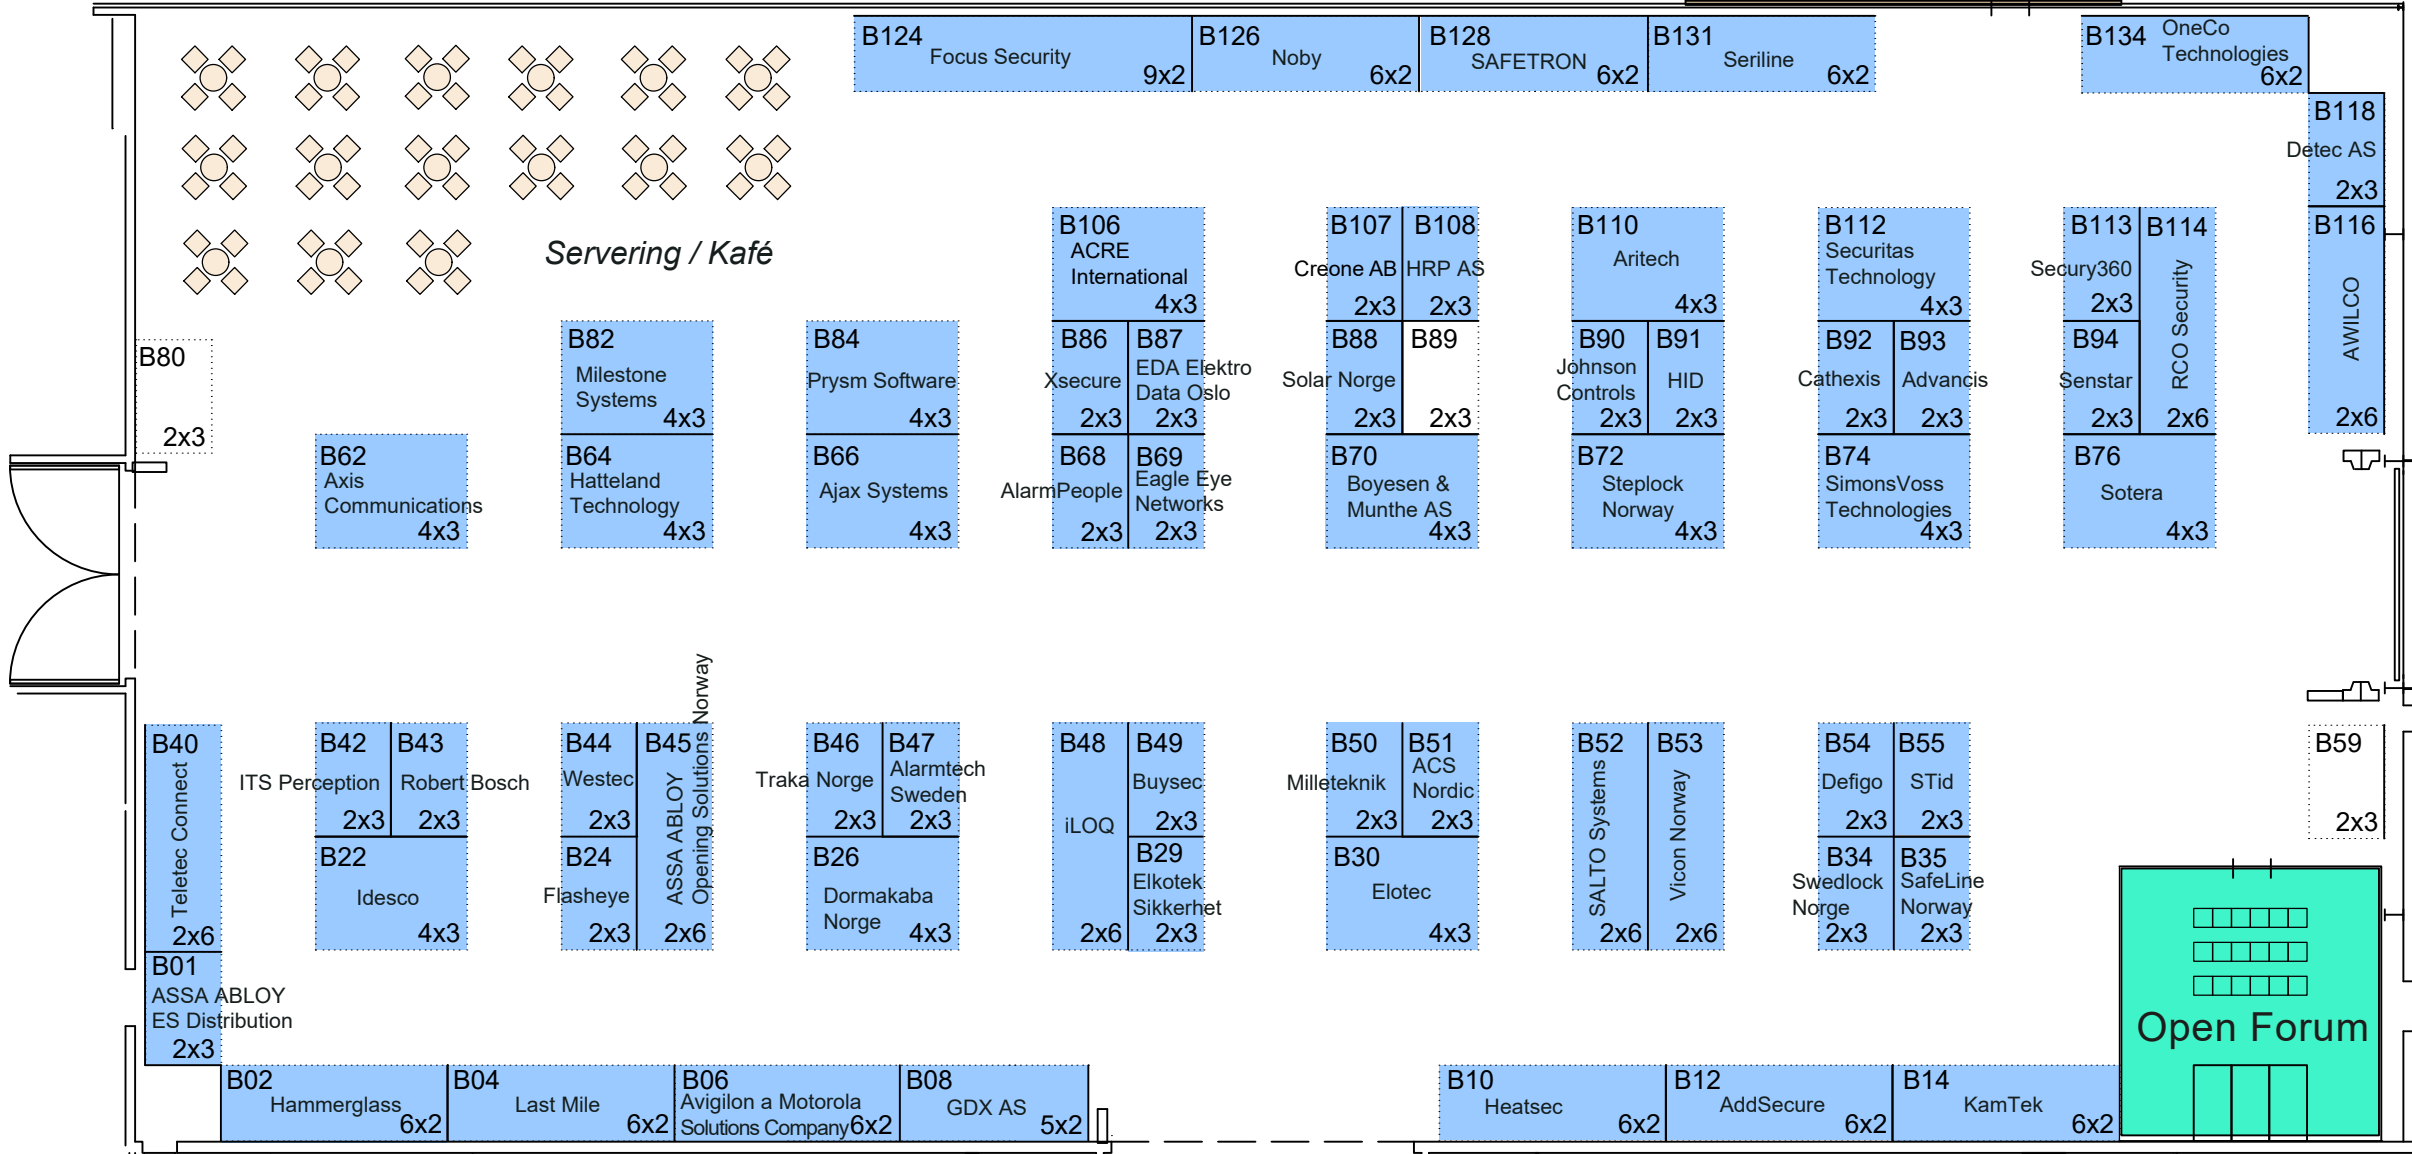 B124
Focus Security
9x2
B126
Noby
6x2
B128
SAFETRON
6x2
B131
Seriline
6x2
B134
OneCo
Technologies
6x2
B118
Detec AS
2x3
B116
AWILCO
2x6
Servering / Kafé
B106
ACRE
International
4x3
B107
Creone AB
2x3
B108
HRP AS
2x3
B110
Aritech
4x3
B112
Securitas
Technology
4x3
B113
Secury360
2x3
B114
RCO Security
2x6
B80
2x3
B82
Milestone
Systems
4x3
B84
Prysm Software
4x3
B86
Xsecure
2x3
B87
EDA Elektro
Data Oslo
2x3
B88
Solar Norge
2x3
B89
2x3
B90
Johnson
Controls
2x3
B91
HID
2x3
B92
Cathexis
2x3
B93
Advancis
2x3
B94
Senstar
2x3
B62
Axis
Communications
4x3
B64
Hatteland
Technology
4x3
B66
Ajax Systems
4x3
B68
AlarmPeople
2x3
B69
Eagle Eye
Networks
2x3
B70
Boyesen &
Munthe AS
4x3
B72
Steplock
Norway
4x3
B74
SimonsVoss
Technologies
4x3
B76
Sotera
4x3
B40
Teletec Connect
2x6
B42
ITS Perception
2x3
B43
Robert Bosch
2x3
B44
Westec
2x3
B45
ASSA ABLOY
Opening Solutions Norway
2x6
B46
Traka Norge
2x3
B47
Alarmtech
Sweden
2x3
B48
iLOQ
2x6
B49
Buysec
2x3
B50
Milleteknik
2x3
B51
ACS
Nordic
2x3
B52
SALTO Systems
2x6
B53
Vicon Norway
2x6
B54
Defigo
2x3
B55
STid
2x3
B59
2x3
B22
Idesco
4x3
B24
Flasheye
2x3
B26
Dormakaba
Norge
4x3
B29
Elkotek
Sikkerhet
2x3
B30
Elotec
4x3
B34
Swedlock
Norge
2x3
B35
SafeLine
Norway
2x3
B01
ASSA ABLOY
ES Distribution
2x3
Open Forum
B02
Hammerglass
6x2
B04
Last Mile
6x2
B06
Avigilon a Motorola
Solutions Company
6x2
B08
GDX AS
5x2
B10
Heatsec
6x2
B12
AddSecure
6x2
B14
KamTek
6x2